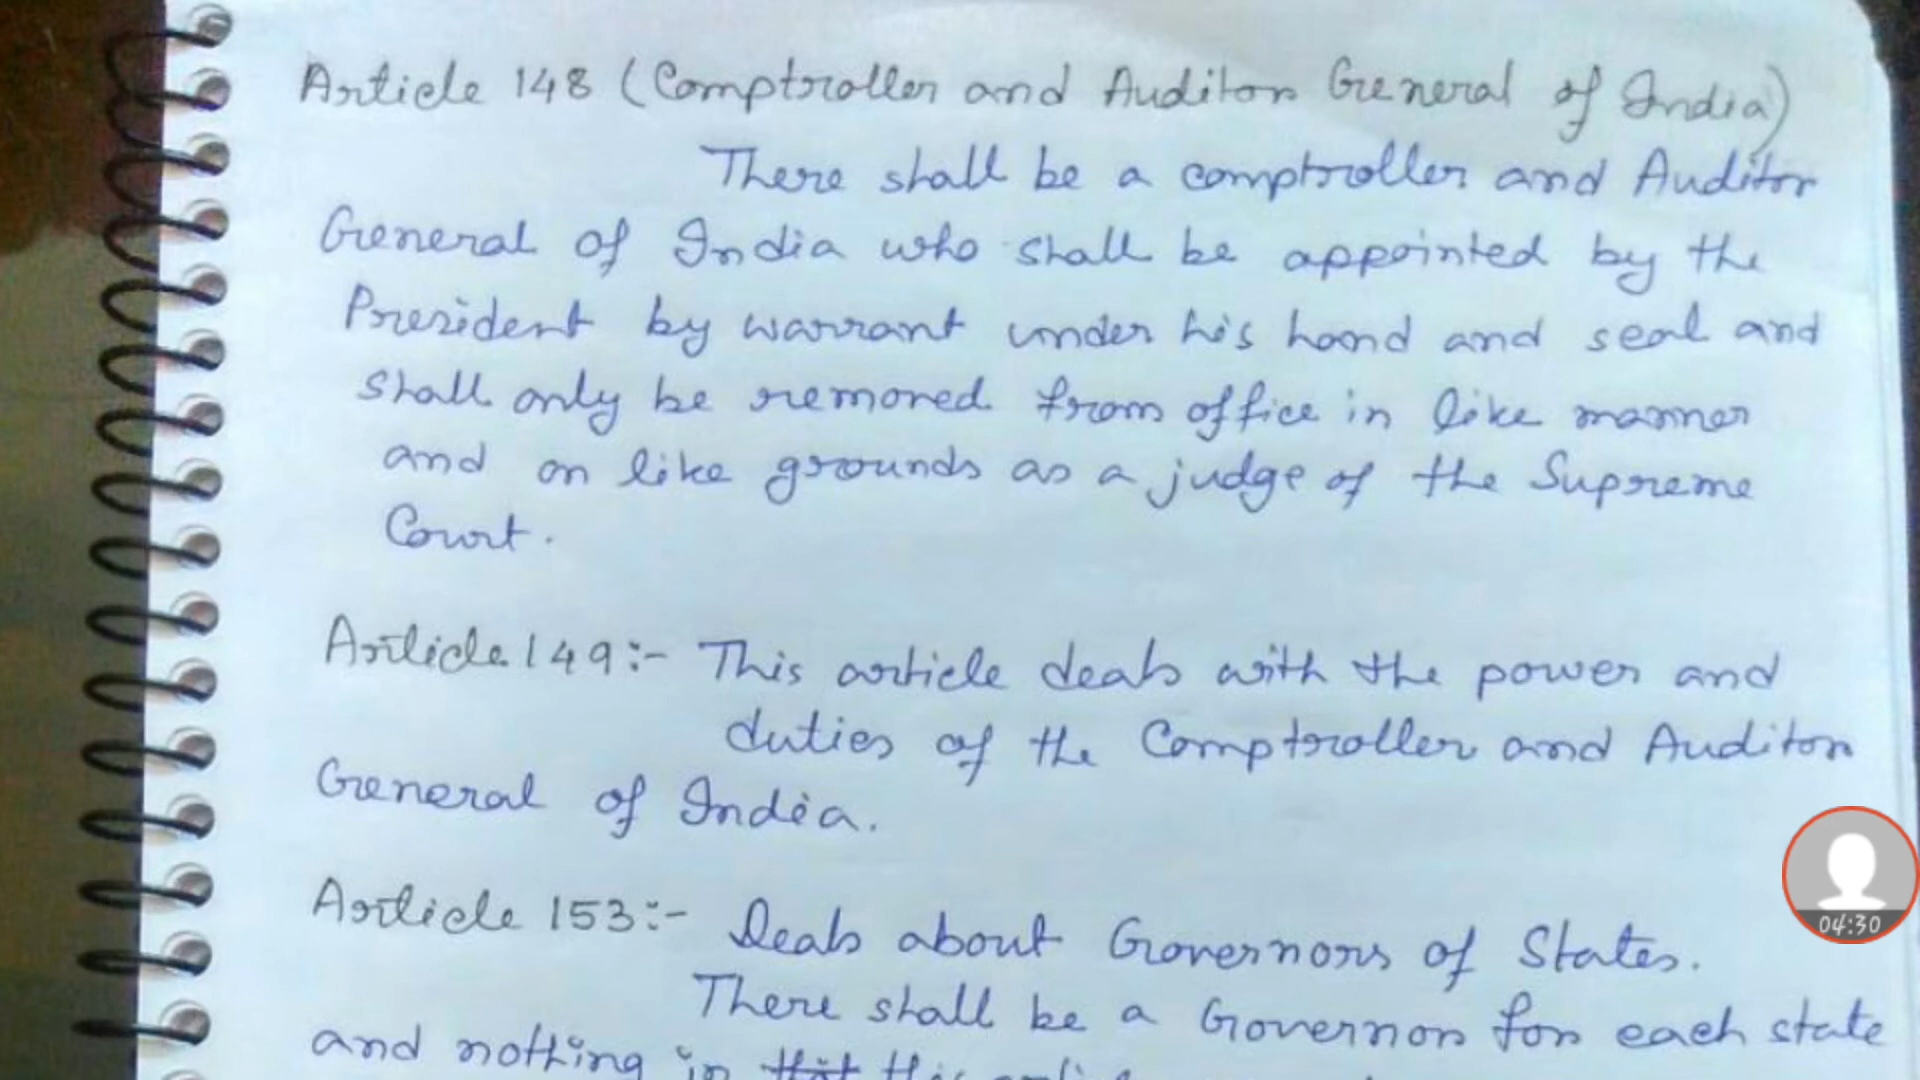 Article 148 (Comptroller and Auditor General of India)
There shall be a comptroller and Auditor
General of India who shall be appointed by the
President by warrant under his hand and seal and
shall only be removed from office in like manner
and on like grounds as a judge of the Supreme
Court.
Article 149:- This article deals with the power and
duties of the Comptroller and Auditor
General of India.
Article 153:- Deals about Governors of States.
There shall be a Governor for each state
and nothing in this
04:30